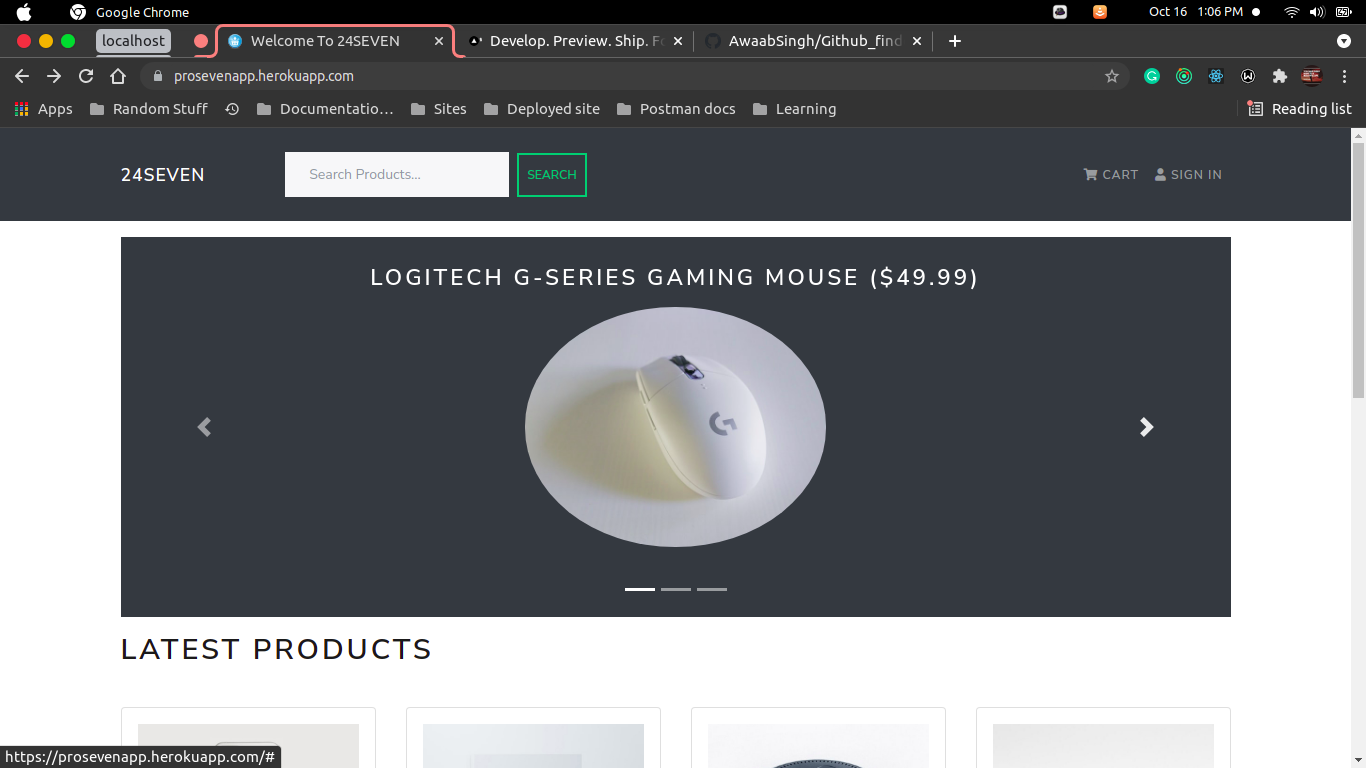 Google Chrome
Oct 16 1:06 PM
localhost
Welcome To 24SEVEN
Develop. Preview. Ship. Fo
AwaabSingh/Github_find
prosevenapp.herokuapp.com
Apps
Random Stuff
Documentatio...
Sites
Deployed site
Postman docs
Learning
Reading list
24SEVEN
Search Products...
SEARCH
CART
SIGN IN
LOGITECH G-SERIES GAMING MOUSE ($49.99)
G
LATEST PRODUCTS
https://prosevenapp.herokuapp.com/#